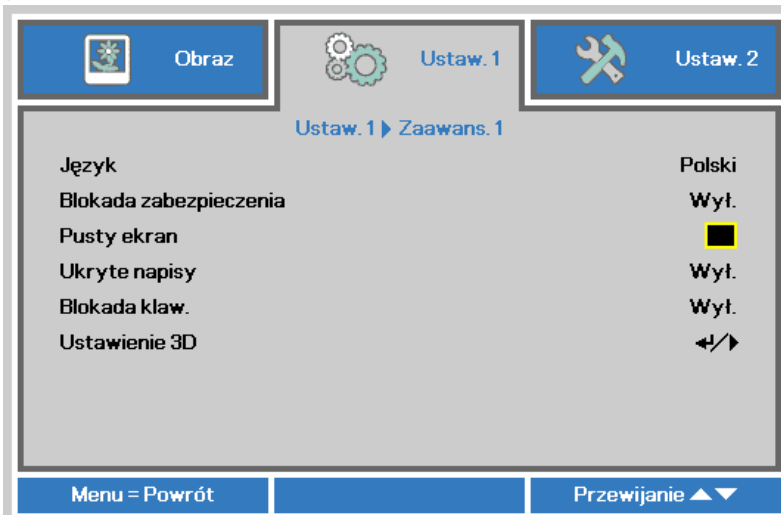 Obraz
Ustaw. 1
Ustaw. 2
Ustaw. 1 ▶ Zaawans. 1
Język Polski
Blokada zabezpieczenia Wył.
Pusty ekran
Ukryte napisy Wył.
Blokada klaw. Wył.
Ustawienie 3D ↵/▶
Menu = Powrót
Przewijanie ▲▼